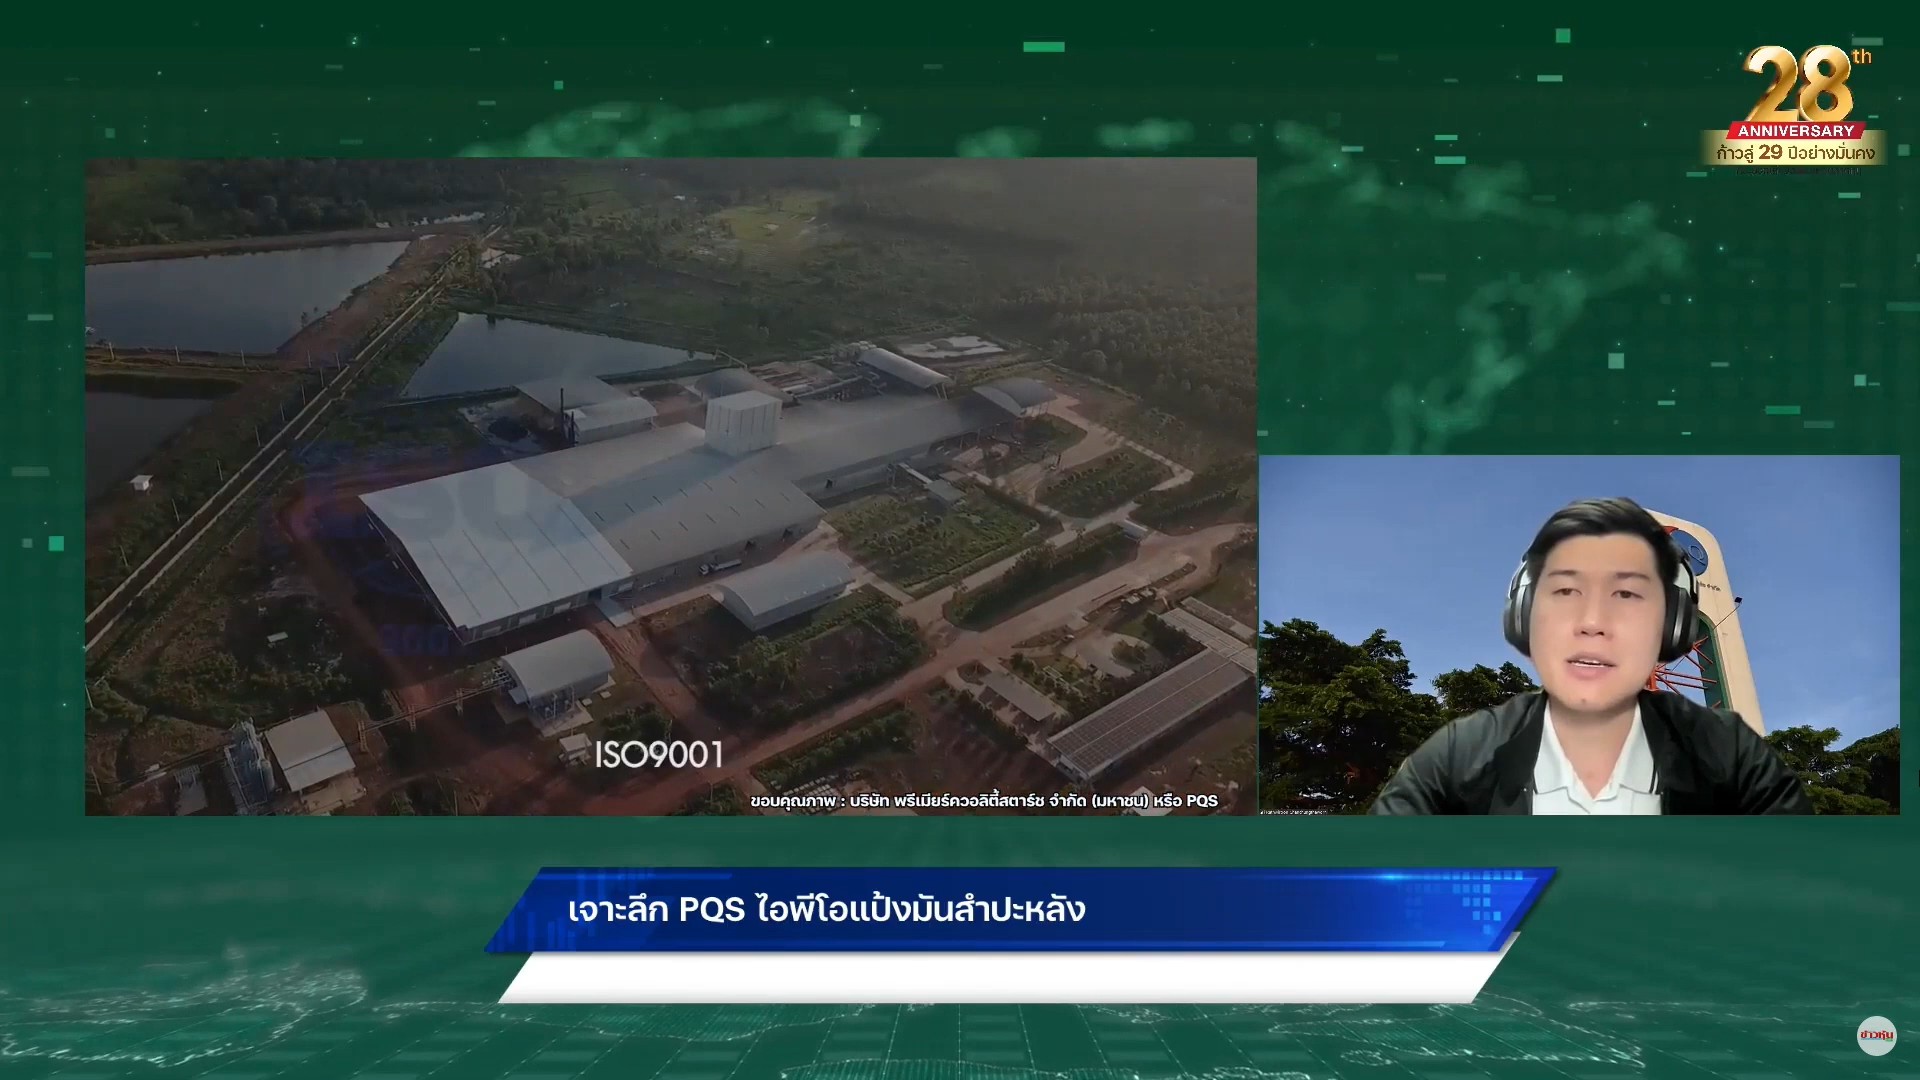 28th
ANNIVERSARY
ก้าวสู่ 29 ปีอย่างมั่นคง
ISO9001
ขอบคุณภาพ : บริษัท พรีเมียร์ควอลิตี้สตาร์ช จำกัด (มหาชน) หรือ PQS
เจาะลึก PQS ไอพีโอแป้งมันสำปะหลัง
ข่าวหุ้น